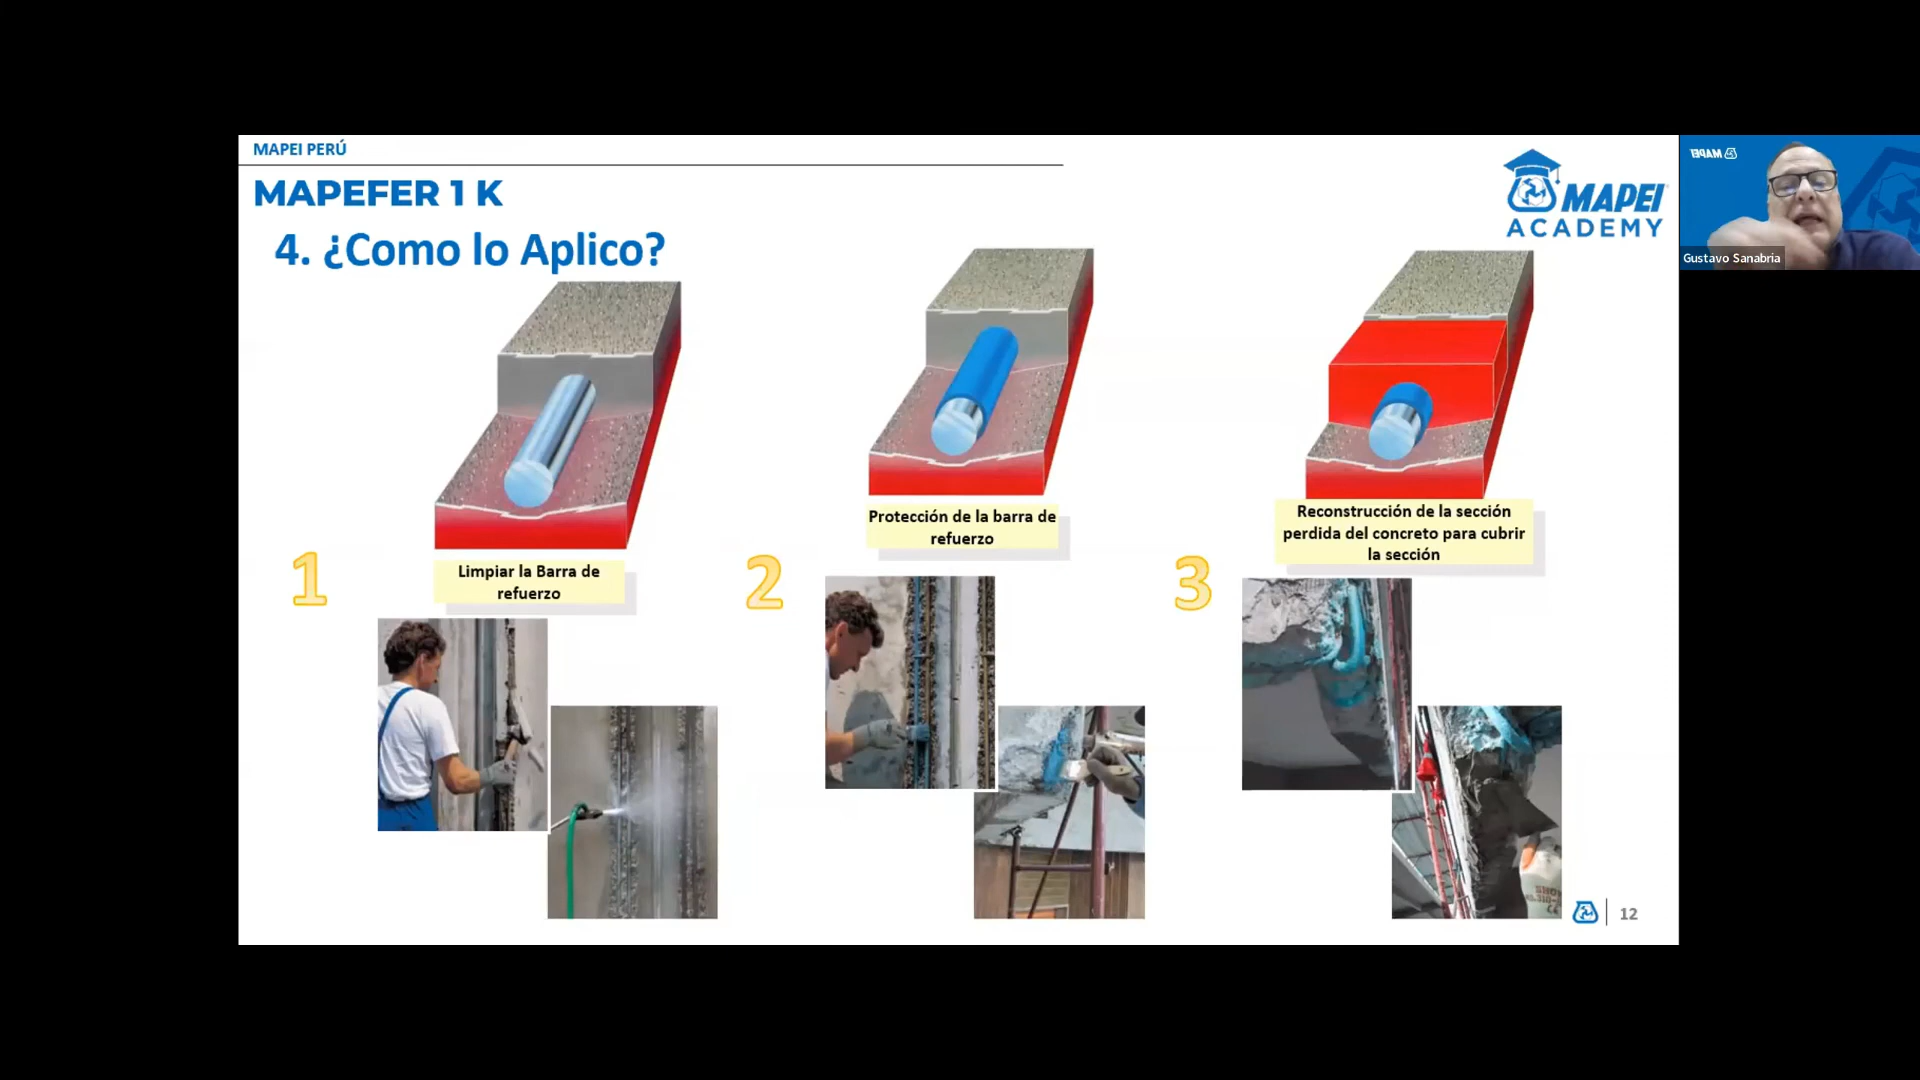 MAPEI PERÚ
MAPEFER 1 K
4. ¿Como lo Aplico?
MAPEI
ACADEMY
MAPEI
Gustavo Sanabria
1
Limpiar la Barra de
refuerzo
2
Protección de la barra de
refuerzo
3
Reconstrucción de la sección
perdida del concreto para cubrir
la sección
12